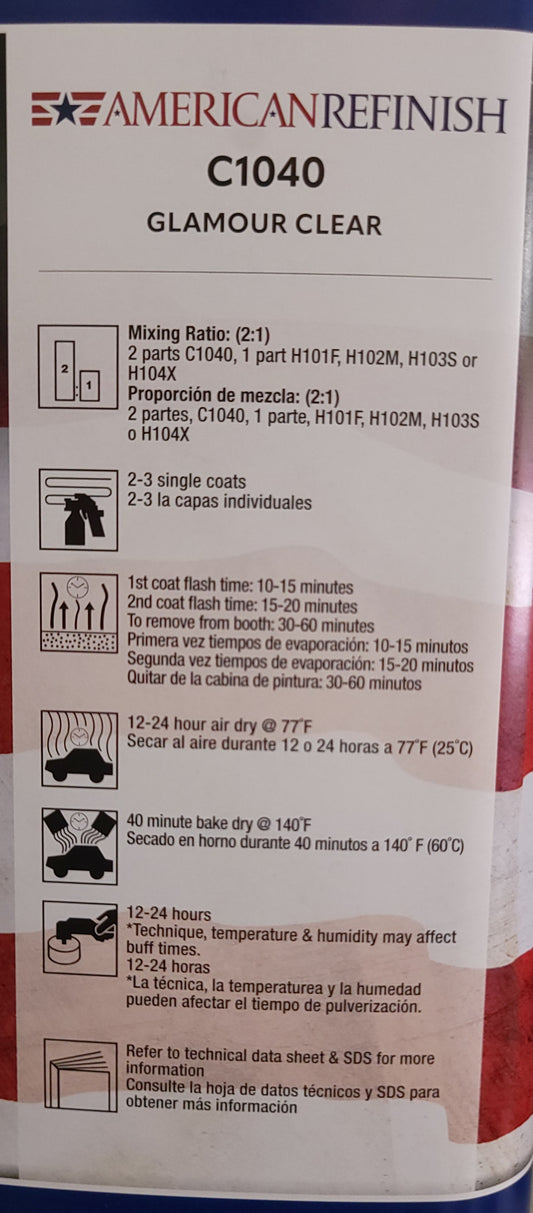 AMERICANREFINISH
C1040
GLAMOUR CLEAR
Mixing Ratio: (2:1)
2 parts C1040, 1 part H101F, H102M, H103S or
H104X
Proporción de mezcla: (2:1)
2 partes, C1040, 1 parte, H101F, H102M, H103S
o H104X
2 : 1
2-3 single coats
2-3 la capas individuales
1st coat flash time: 10-15 minutes
2nd coat flash time: 15-20 minutes
To remove from booth: 30-60 minutes
Primera vez tiempos de evaporación: 10-15 minutos
Segunda vez tiempos de evaporación: 15-20 minutos
Quitar de la cabina de pintura: 30-60 minutos
12-24 hour air dry @ 77°F
Secar al aire durante 12 o 24 horas a 77°F (25°C)
40 minute bake dry @ 140°F
Secado en horno durante 40 minutos a 140° F (60°C)
12-24 hours
*Technique, temperature & humidity may affect
buff times.
12-24 horas
*La técnica, la temperaturea y la humedad
pueden afectar el tiempo de pulverización.
Refer to technical data sheet & SDS for more
information
Consulte la hoja de datos técnicos y SDS para
obtener más información